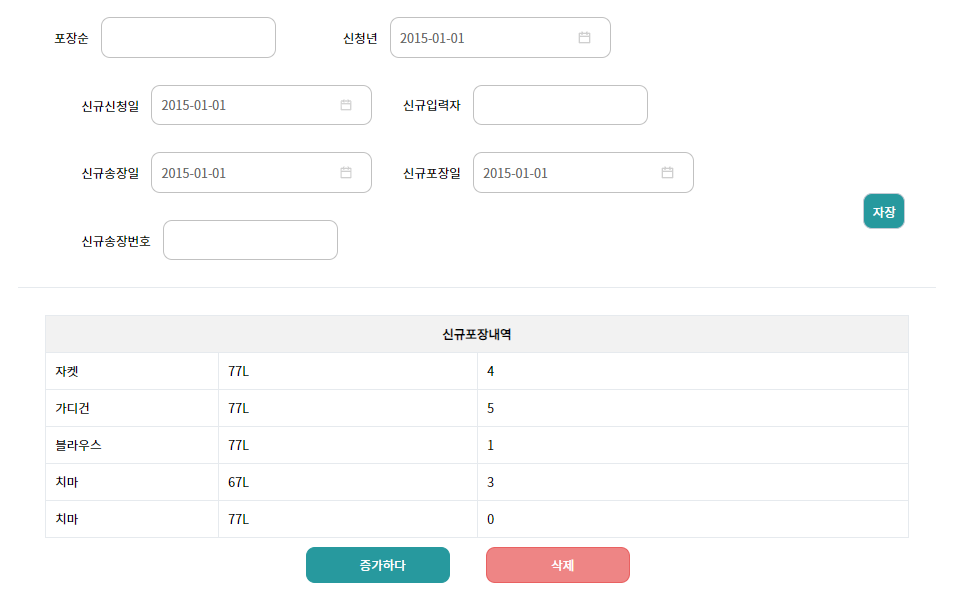 포장순 신청년 2015-01-01
신규신청일 2015-01-01 신규입력자
신규송장일 2015-01-01 신규포장일 2015-01-01
자장
신규송장번호
신규포장내역
자켓 77L 4
가디건 77L 5
블라우스 77L 1
치마 67L 3
치마 77L 0
증가하다 삭제